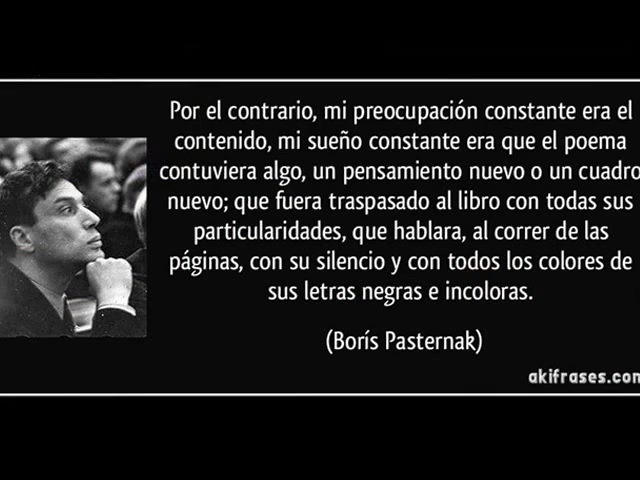 Por el contrario, mi preocupación constante era el
contenido, mi sueño constante era que el poema
contuviera algo, un pensamiento nuevo o un cuadro
nuevo; que fuera traspasado al libro con todas sus
particularidades, que hablara, al correr de las
páginas, con su silencio y con todos los colores de
sus letras negras e incoloras.
(Borís Pasternak)
akifrases.com